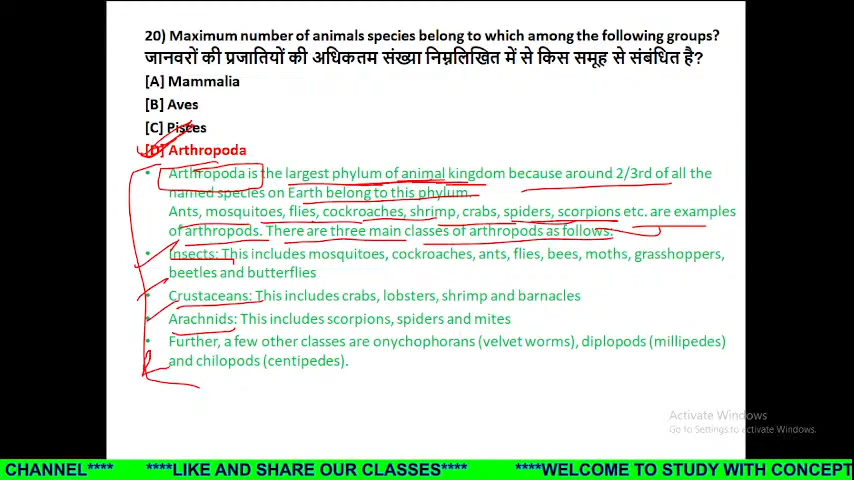 20) Maximum number of animals species belong to which among the following groups?
जानवरों की प्रजातियों की अधिकतम संख्या निम्नलिखित में से किस समूह से संबंधित है?
[A] Mammalia
[B] Aves
[C] Pisces
[D] Arthropoda
• Arthropoda is the largest phylum of animal kingdom because around 2/3rd of all the
named species on Earth belong to this phylum.
Ants, mosquitoes, flies, cockroaches, shrimp, crabs, spiders, scorpions etc. are examples
of arthropods. There are three main classes of arthropods as follows:
• Insects: This includes mosquitoes, cockroaches, ants, flies, bees, moths, grasshoppers,
beetles and butterflies
• Crustaceans: This includes crabs, lobsters, shrimp and barnacles
• Arachnids: This includes scorpions, spiders and mites
• Further, a few other classes are onychophorans (velvet worms), diplopods (millipedes)
and chilopods (centipedes).
Activate Windows
Go to Settings to activate Windows.
CHANNEL**** ****LIKE AND SHARE OUR CLASSES**** ****WELCOME TO STUDY WITH CONCEPT